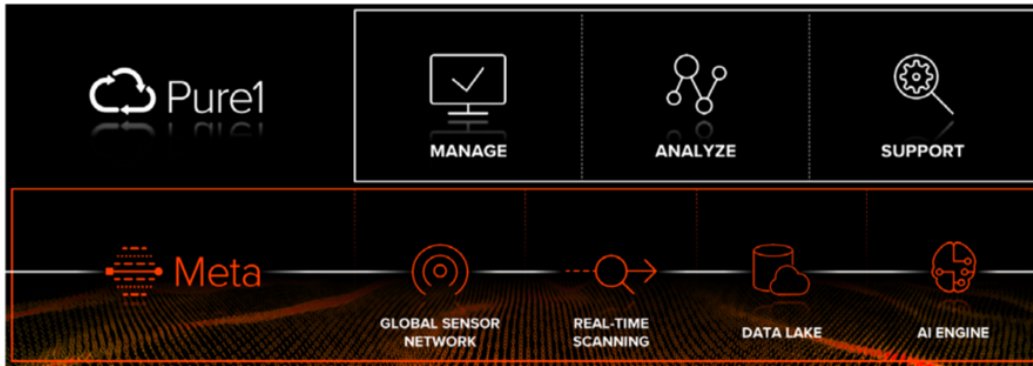 Pure1
MANAGE
ANALYZE
SUPPORT
Meta
GLOBAL SENSOR
NETWORK
REAL-TIME
SCANNING
DATA LAKE
AI ENGINE